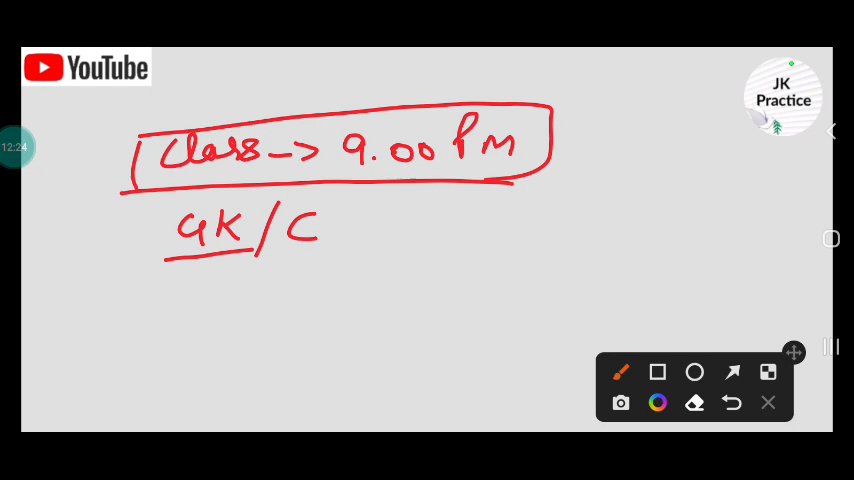 YouTube
JK
Practice
12:24
Class -> 9.00 PM
GK/C